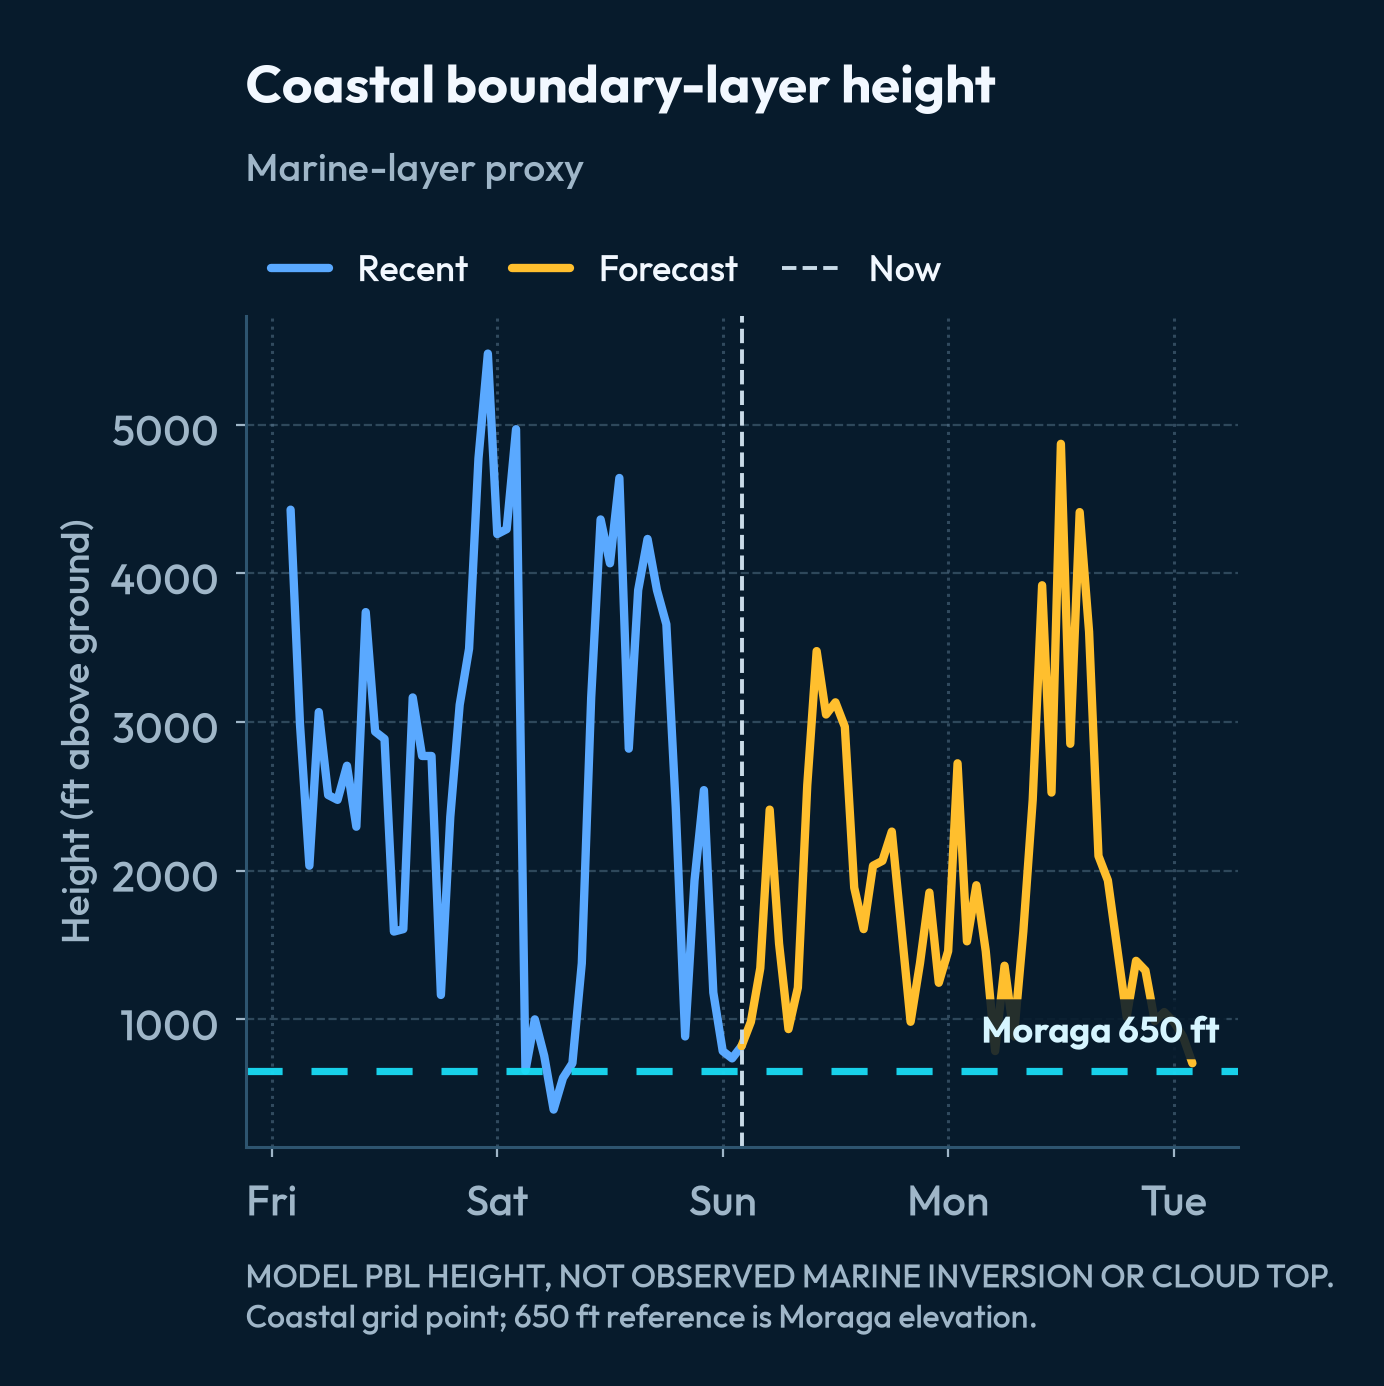 Coastal boundary-layer height
Marine-layer proxy
Recent
Forecast
Now
Height (ft above ground)
5000
4000
3000
2000
1000
Moraga 650 ft
Fri
Sat
Sun
Mon
Tue
MODEL PBL HEIGHT, NOT OBSERVED MARINE INVERSION OR CLOUD TOP.
Coastal grid point; 650 ft reference is Moraga elevation.